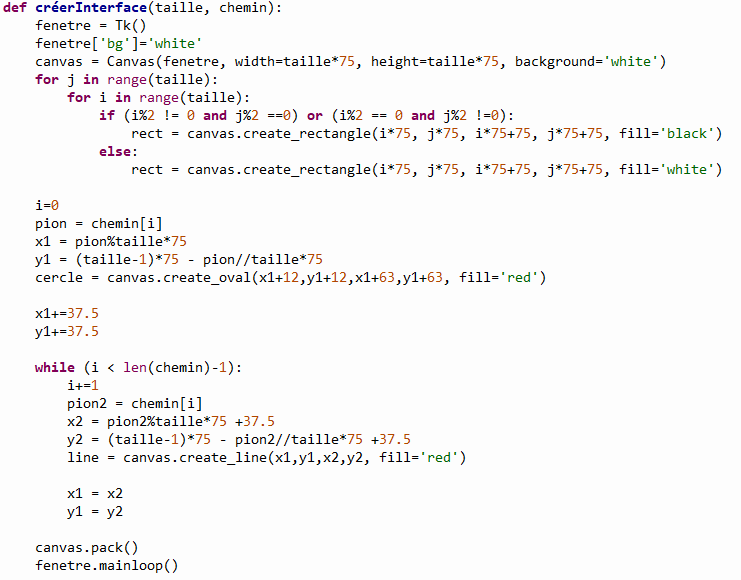 def créerInterface(taille, chemin):
    fenetre = Tk()
    fenetre['bg']='white'
    canvas = Canvas(fenetre, width=taille*75, height=taille*75, background='white')
    for j in range(taille):
        for i in range(taille):
            if (i%2 != 0 and j%2 ==0) or (i%2 == 0 and j%2 !=0):
                rect = canvas.create_rectangle(i*75, j*75, i*75+75, j*75+75, fill='black')
            else:
                rect = canvas.create_rectangle(i*75, j*75, i*75+75, j*75+75, fill='white')

    i=0
    pion = chemin[i]
    x1 = pion%taille*75
    y1 = (taille-1)*75 - pion//taille*75
    cercle = canvas.create_oval(x1+12,y1+12,x1+63,y1+63, fill='red')

    x1+=37.5
    y1+=37.5

    while (i < len(chemin)-1):
        i+=1
        pion2 = chemin[i]
        x2 = pion2%taille*75 +37.5
        y2 = (taille-1)*75 - pion2//taille*75 +37.5
        line = canvas.create_line(x1,y1,x2,y2, fill='red')

        x1 = x2
        y1 = y2

    canvas.pack()
    fenetre.mainloop()